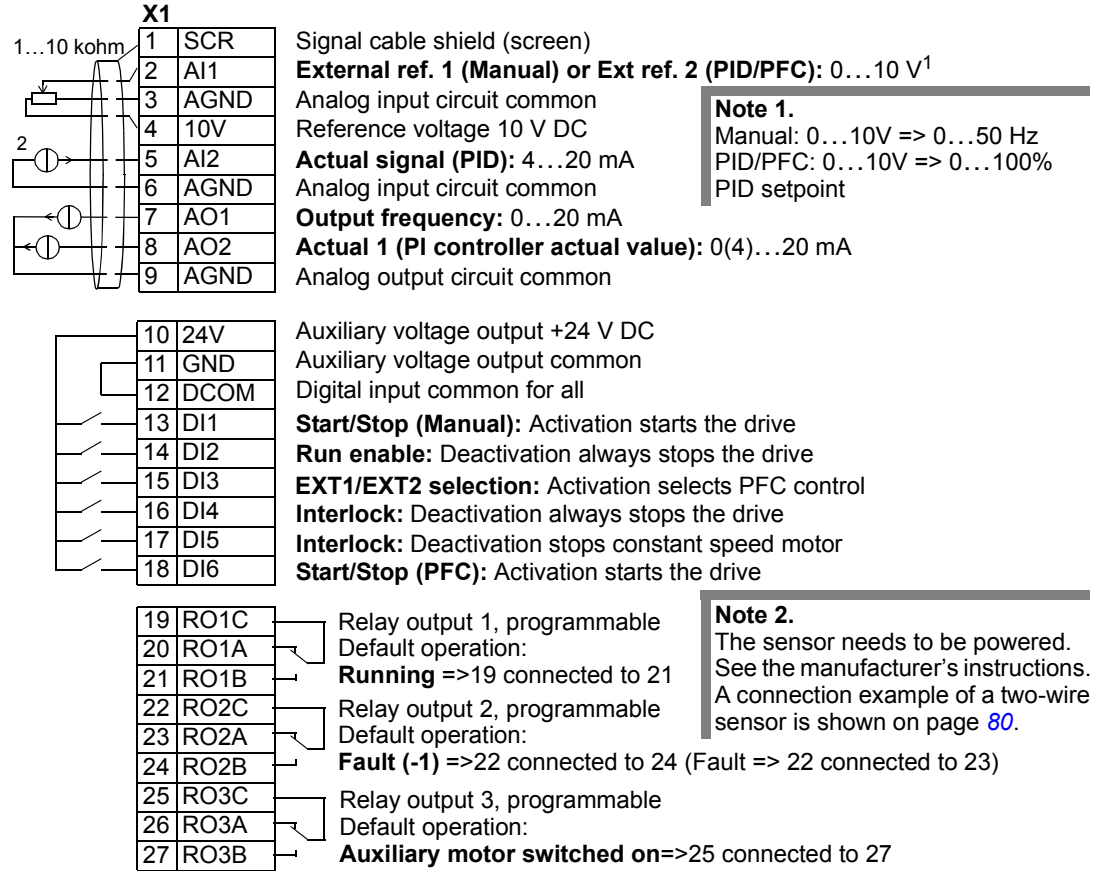 X1
1…10 kohm
1 SCR Signal cable shield (screen)
2 AI1 External ref. 1 (Manual) or Ext ref. 2 (PID/PFC): 0…10 V1
3 AGND Analog input circuit common
4 10V Reference voltage 10 V DC
2
5 AI2 Actual signal (PID): 4…20 mA
6 AGND Analog input circuit common
7 AO1 Output frequency: 0…20 mA
8 AO2 Actual 1 (PI controller actual value): 0(4)…20 mA
9 AGND Analog output circuit common
Note 1.
Manual: 0…10V => 0…50 Hz
PID/PFC: 0…10V => 0…100%
PID setpoint
10 24V Auxiliary voltage output +24 V DC
11 GND Auxiliary voltage output common
12 DCOM Digital input common for all
13 DI1 Start/Stop (Manual): Activation starts the drive
14 DI2 Run enable: Deactivation always stops the drive
15 DI3 EXT1/EXT2 selection: Activation selects PFC control
16 DI4 Interlock: Deactivation always stops the drive
17 DI5 Interlock: Deactivation stops constant speed motor
18 DI6 Start/Stop (PFC): Activation starts the drive
19 RO1C Relay output 1, programmable
20 RO1A Default operation:
21 RO1B Running =>19 connected to 21
22 RO2C Relay output 2, programmable
23 RO2A Default operation:
24 RO2B Fault (-1) =>22 connected to 24 (Fault => 22 connected to 23)
25 RO3C Relay output 3, programmable
26 RO3A Default operation:
27 RO3B Auxiliary motor switched on=>25 connected to 27
Note 2.
The sensor needs to be powered.
See the manufacturer's instructions.
A connection example of a two-wire
sensor is shown on page 80.